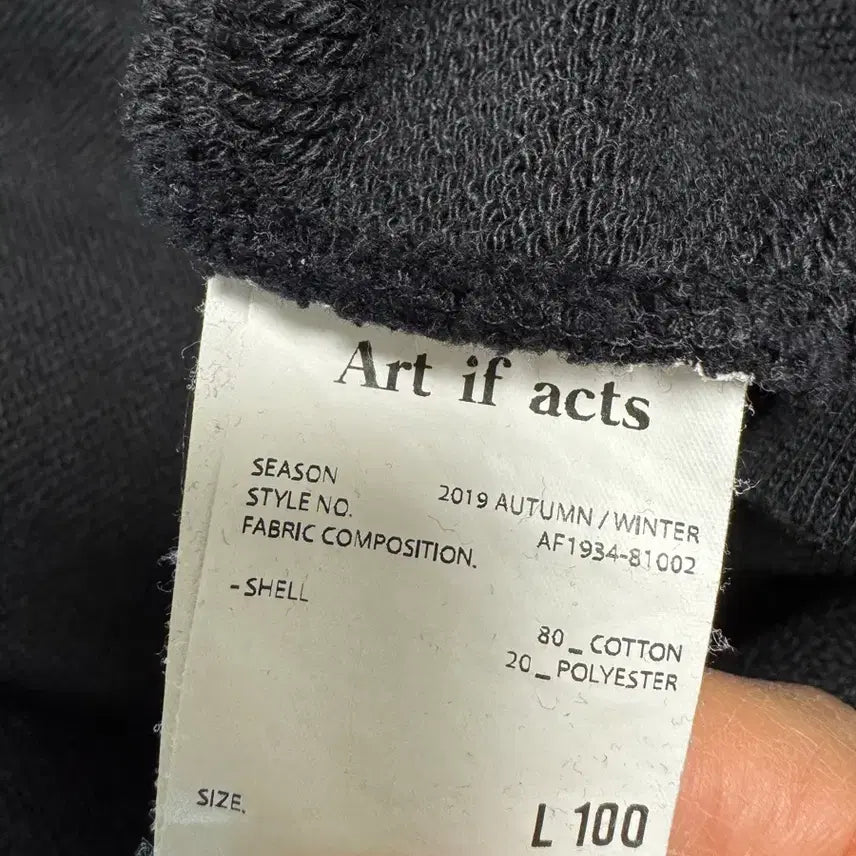 Art if acts
SEASON 2019 AUTUMN / WINTER
STYLE NO. AF1934-81002
FABRIC COMPOSITION.
- SHELL
80 _ COTTON
20 _ POLYESTER
SIZE. L 100